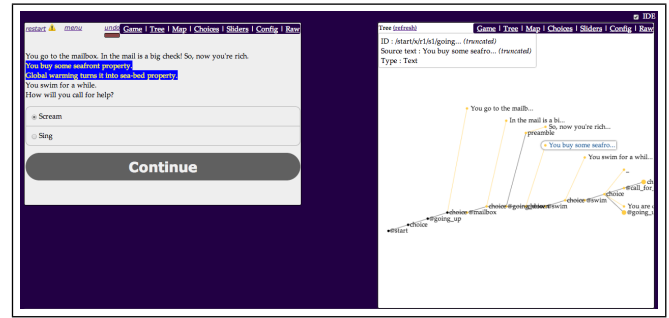 IDE
restart menu undo Game | Tree | Map | Choices | Sliders | Config | Raw
You go to the mailbox. In the mail is a big check! So, now you're rich.
You buy some seafront property.
Global warming turns it into sea-bed property.
You swim for a while.
How will you call for help?
Scream
Sing
Continue
Tree (refresh) Game | Tree | Map | Choices | Sliders | Config | Raw
ID : /start/x/r1/s1/going... (truncated)
Source text : You buy some seafro... (truncated)
Type : Text
You go to the mailb...
In the mail is a bi...
So, now you're rich...
preamble
You buy some seafro...
You swim for a whil...
choice
#call_for_
choice #swim
You are
#going_
choice #mailbox
choice #going_
#swim
#going_up
choice
#start